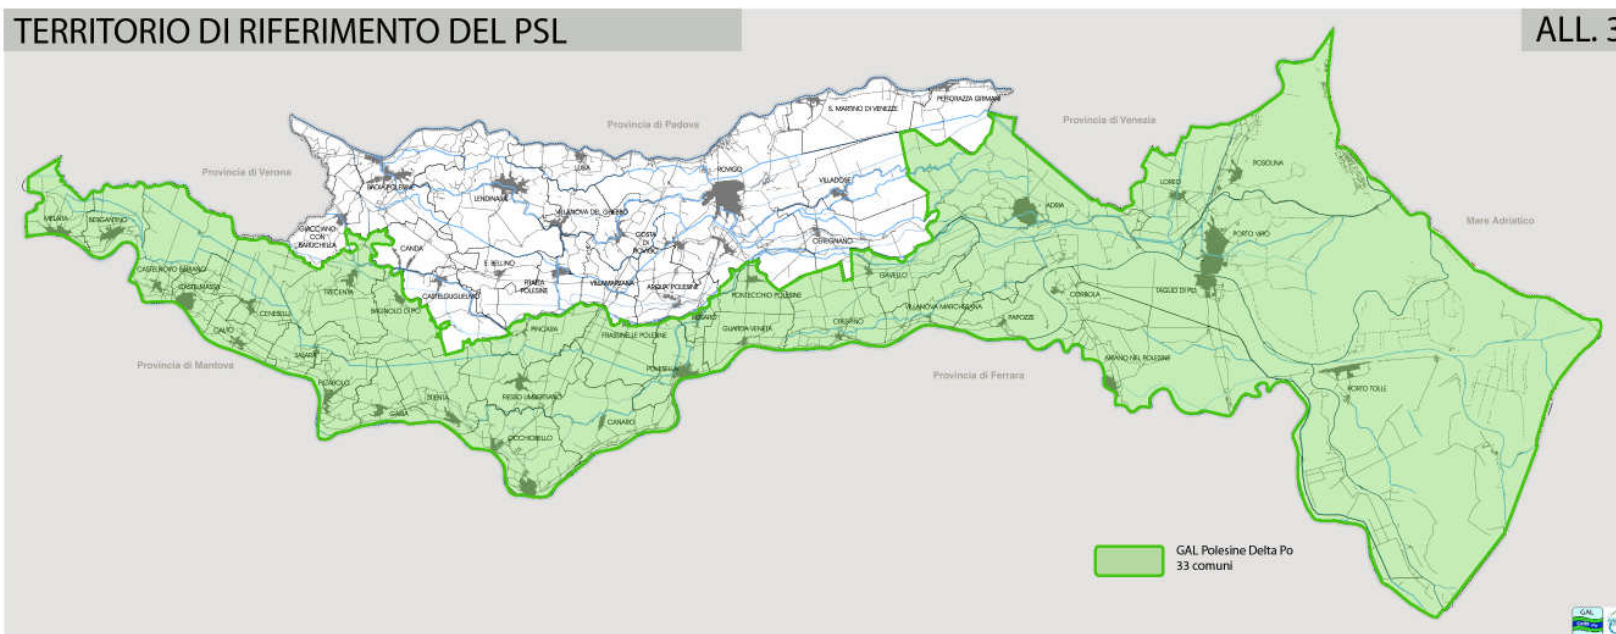 TERRITORIO DI RIFERIMENTO DEL PSL
ALL. 3
Provincia di Padova
Provincia di Venezia
Provincia di Verona
Mare Adriatico
Provincia di Mantova
Provincia di Ferrara
S. MARTINO DI VENEZZE
PETTORAZZA GRIMANI
LUSIA
ROVIGO
BADIA POLESINE
LENDINARA
VILLADOSE
ROSOLINA
LOREO
MELARA
BERGANTINO
VILLANOVA DEL GHEBBO
ADRIA
GIACCIANO
CON
BARUCHELLA
COSTA
DI
ROVIGO
CEREGNANO
PORTO VIRO
CANDA
S. BELLINO
CASTELNOVO BARIANO
CASTELMASSA
TRECENTA
CASTELGUGLIELMO
FRATTA
POLESINE
VILLAMARZANA
ARQUA' POLESINE
GAVELLO
PONTECCHIO POLESINE
CORBOLA
TAGLIO DI PO
CENESELLI
BAGNOLO DI PO
VILLANOVA MARCHESANA
BOSARO
CALTO
PINCARA
FRASSINELLE POLESINE
GUARDA VENETA
CRESPINO
PAPOZZE
SALARA
POLESELLA
ARIANO NEL POLESINE
FICAROLO
PORTO TOLLE
GAIBA
STIENTA
FIESSO UMBERTIANO
CANARO
OCCHIOBELLO
GAL Polesine Delta Po
33 comuni
GAL